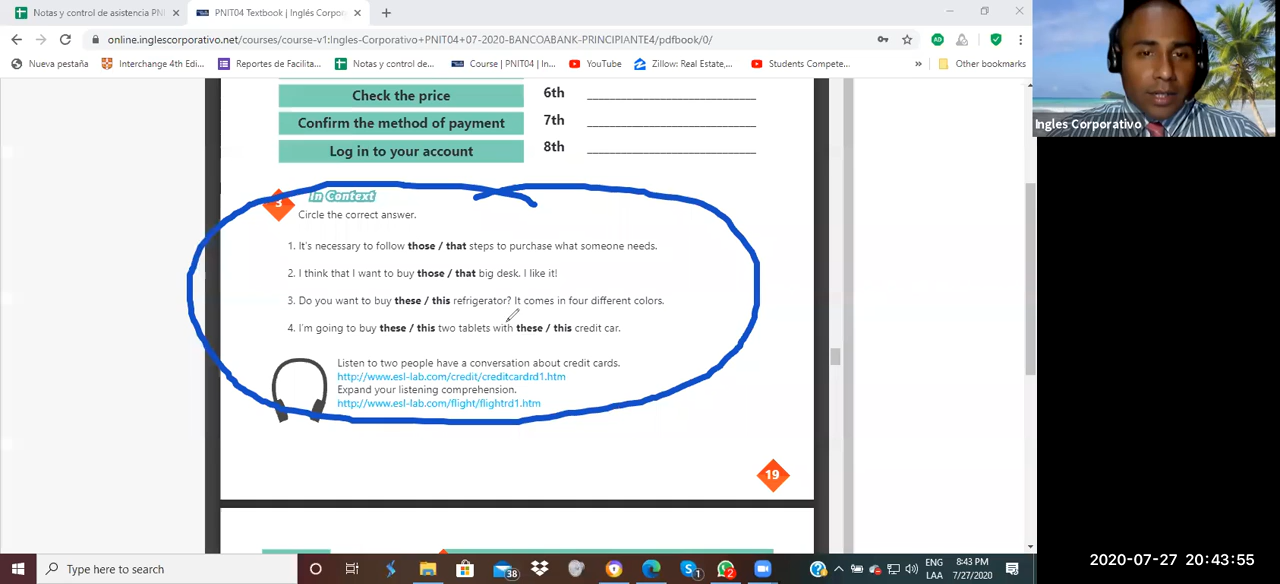 Notas y control de asistencia PNI
PNIT04 Textbook | Inglés Corpo
online.inglescorporativo.net/courses/course-v1:Ingles-Corporativo+PNIT04+07-2020-BANCOABANK-PRINCIPIANTE4/pdfbook/0/
Nueva pestaña
Interchange 4th Edi...
Reportes de Facilita...
Notas y control de...
Course | PNIT04 | In...
YouTube
Zillow: Real Estate,...
Students Compete...
»
Other bookmarks
Ingles Corporativo
Check the price 6th
Confirm the method of payment 7th
Log in to your account 8th
3 In Context
Circle the correct answer.
1. It's necessary to follow those / that steps to purchase what someone needs.
2. I think that I want to buy those / that big desk. I like it!
3. Do you want to buy these / this refrigerator? It comes in four different colors.
4. I'm going to buy these / this two tablets with these / this credit car.
Listen to two people have a conversation about credit cards.
http://www.esl-lab.com/credit/creditcardrd1.htm
Expand your listening comprehension.
http://www.esl-lab.com/flight/flightrd1.htm
19
Type here to search
38
1
2
ENG
LAA
8:43 PM
7/27/2020
2020-07-27 20:43:55